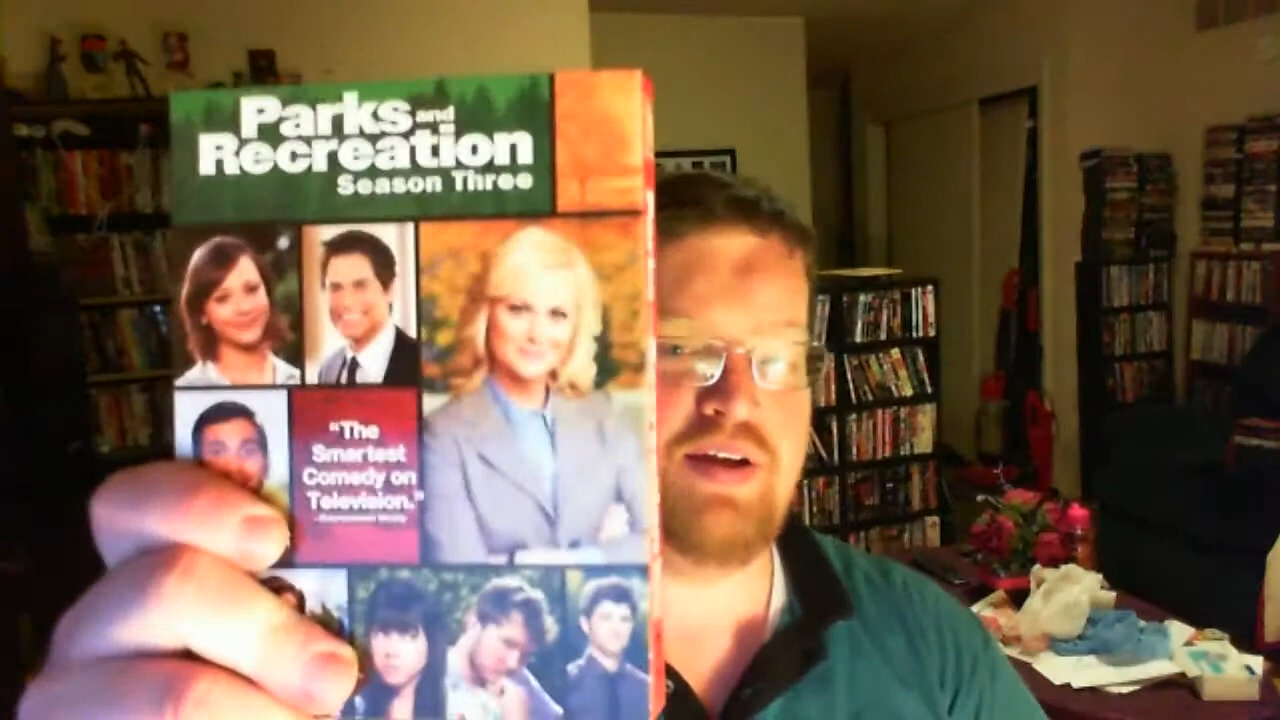 Parks and
Recreation
Season Three
"The
Smartest
Comedy on
Television."